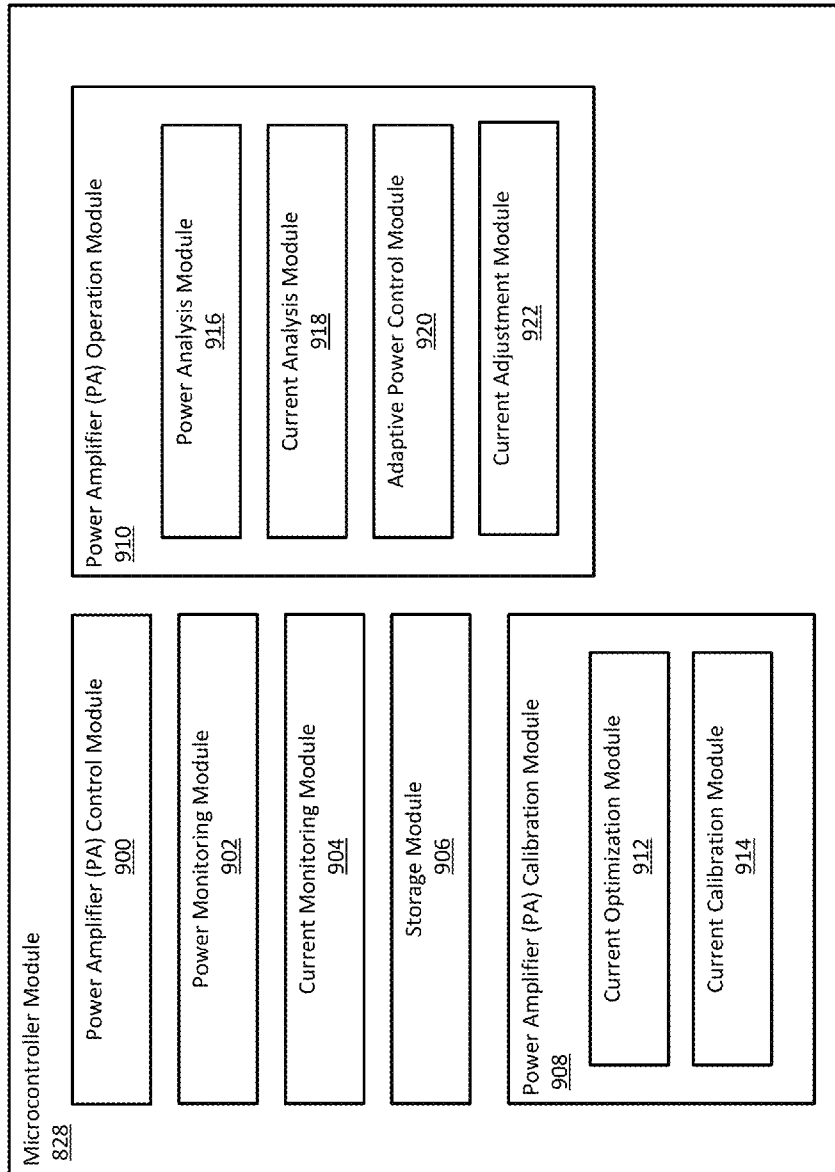 Microcontroller Module
828
Power Amplifier (PA) Control Module
900
Power Monitoring Module
902
Current Monitoring Module
904
Storage Module
906
Power Amplifier (PA) Calibration Module
908
Current Optimization Module
912
Current Calibration Module
914
Power Amplifier (PA) Operation Module
910
Power Analysis Module
916
Current Analysis Module
918
Adaptive Power Control Module
920
Current Adjustment Module
922